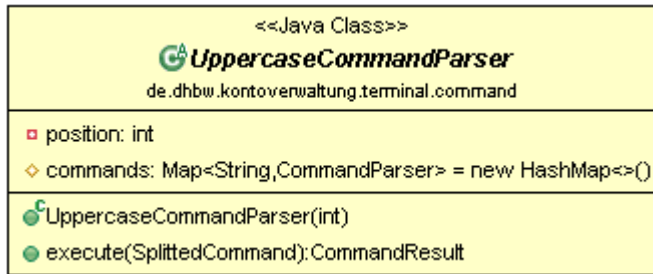 <<Java Class>>
UppercaseCommandParser
de.dhbw.kontoverwaltung.terminal.command
position: int
commands: Map<String,CommandParser> = new HashMap<>()
UppercaseCommandParser(int)
execute(SplittedCommand):CommandResult